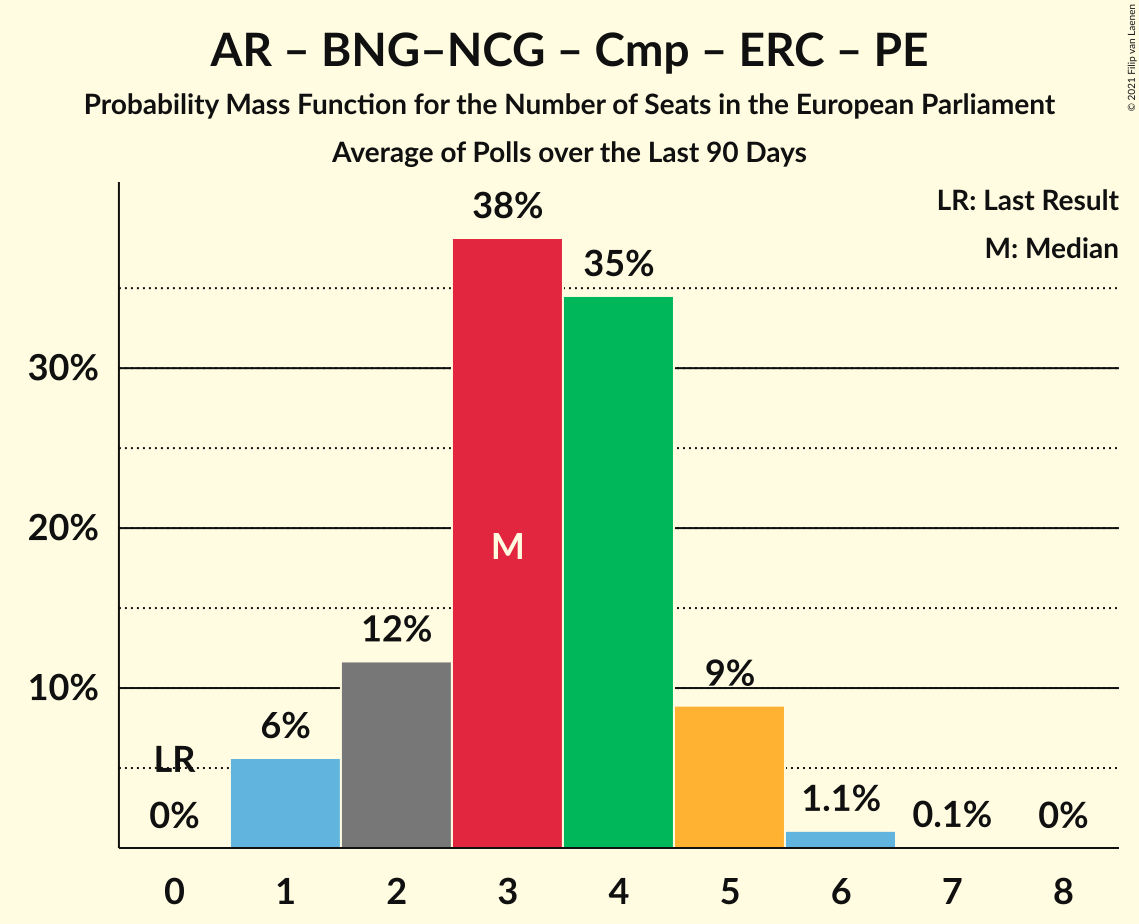 AR – BNG–NCG – Cmp – ERC – PE
Probability Mass Function for the Number of Seats in the European Parliament
Average of Polls over the Last 90 Days
© 2021 Filip van Laenen
LR: Last Result
M: Median
38%
35%
30%
M
20%
12%
9%
10%
6%
LR
1.1%
0.1%
0%
0%
0 1 2 3 4 5 6 7 8